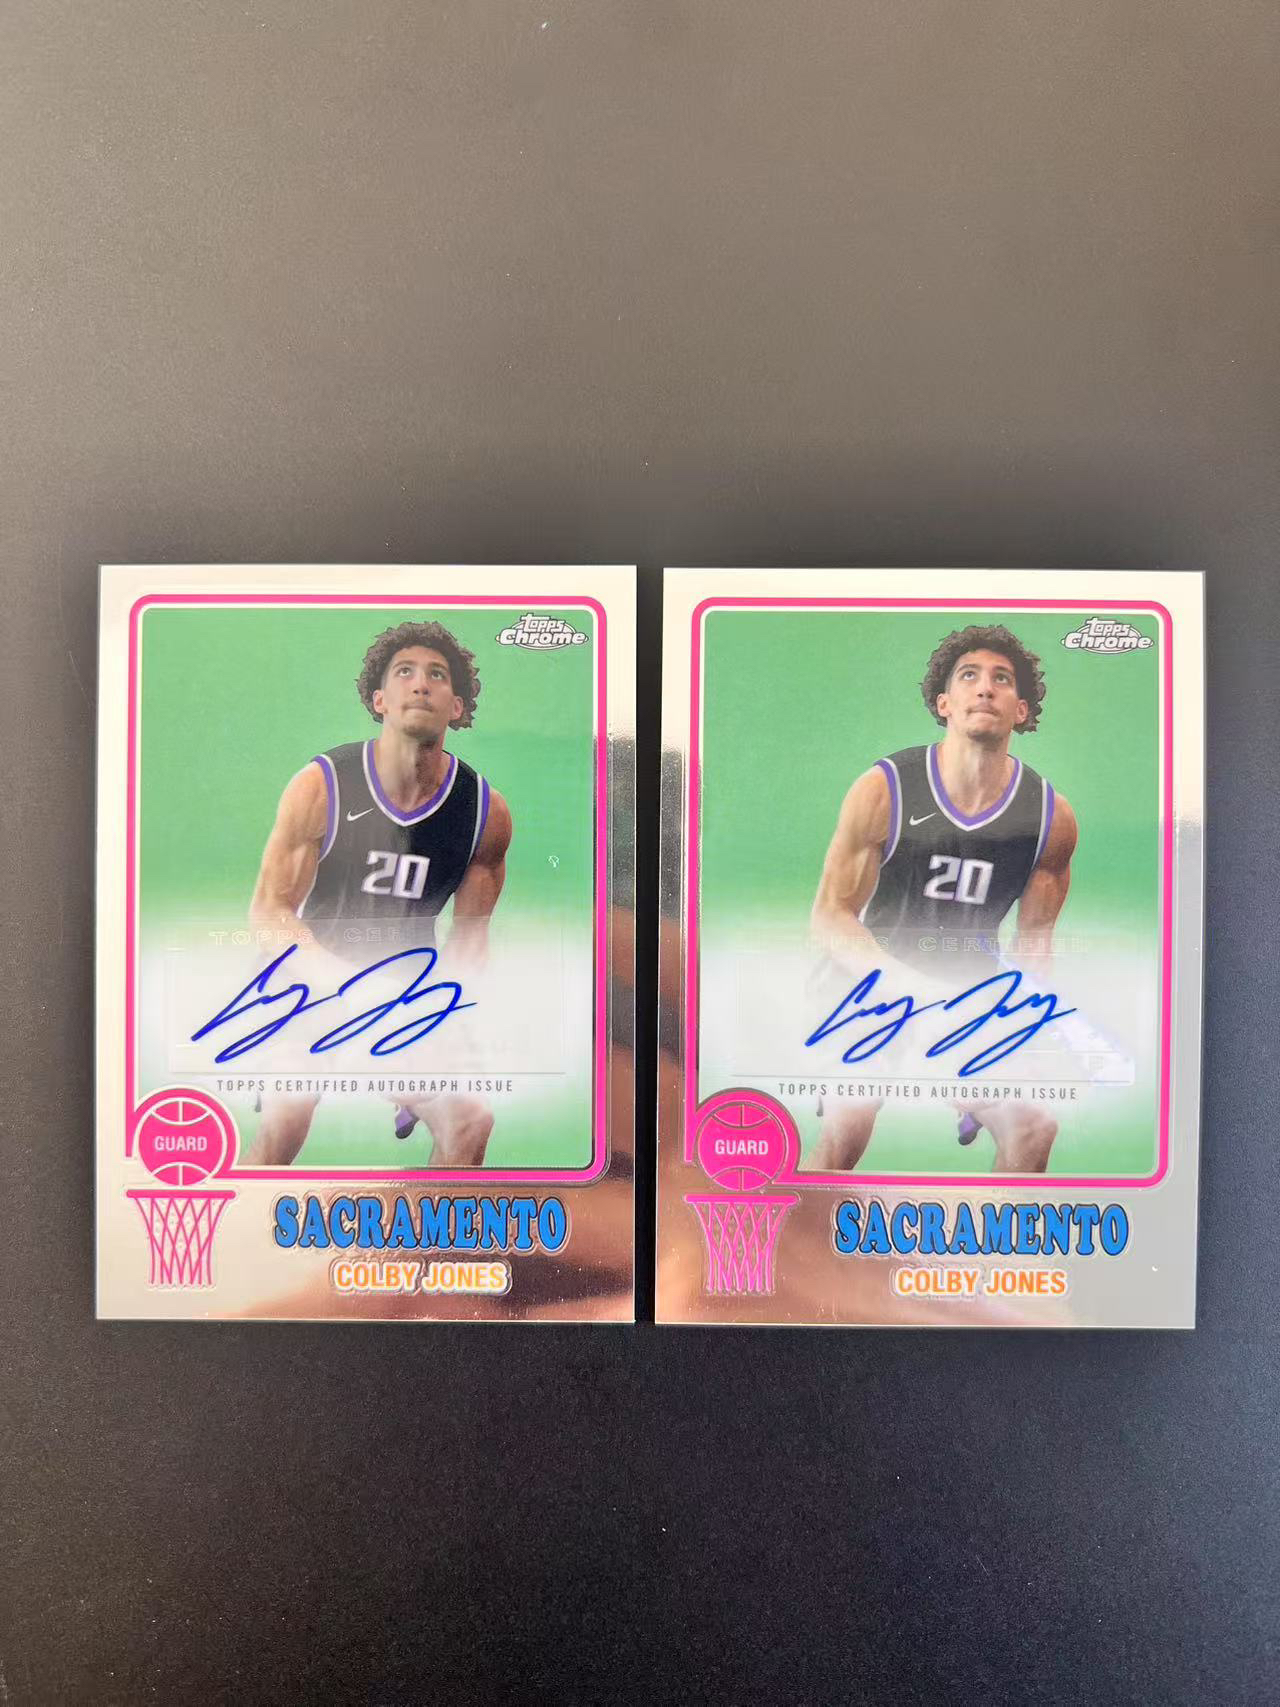 topps
Chrome
20
TOPPS CERTIFIED AUTOGRAPH ISSUE
GUARD
SACRAMENTO
COLBY JONES
topps
Chrome
20
CERTIFIED
TOPPS CERTIFIED AUTOGRAPH ISSUE
GUARD
SACRAMENTO
COLBY JONES